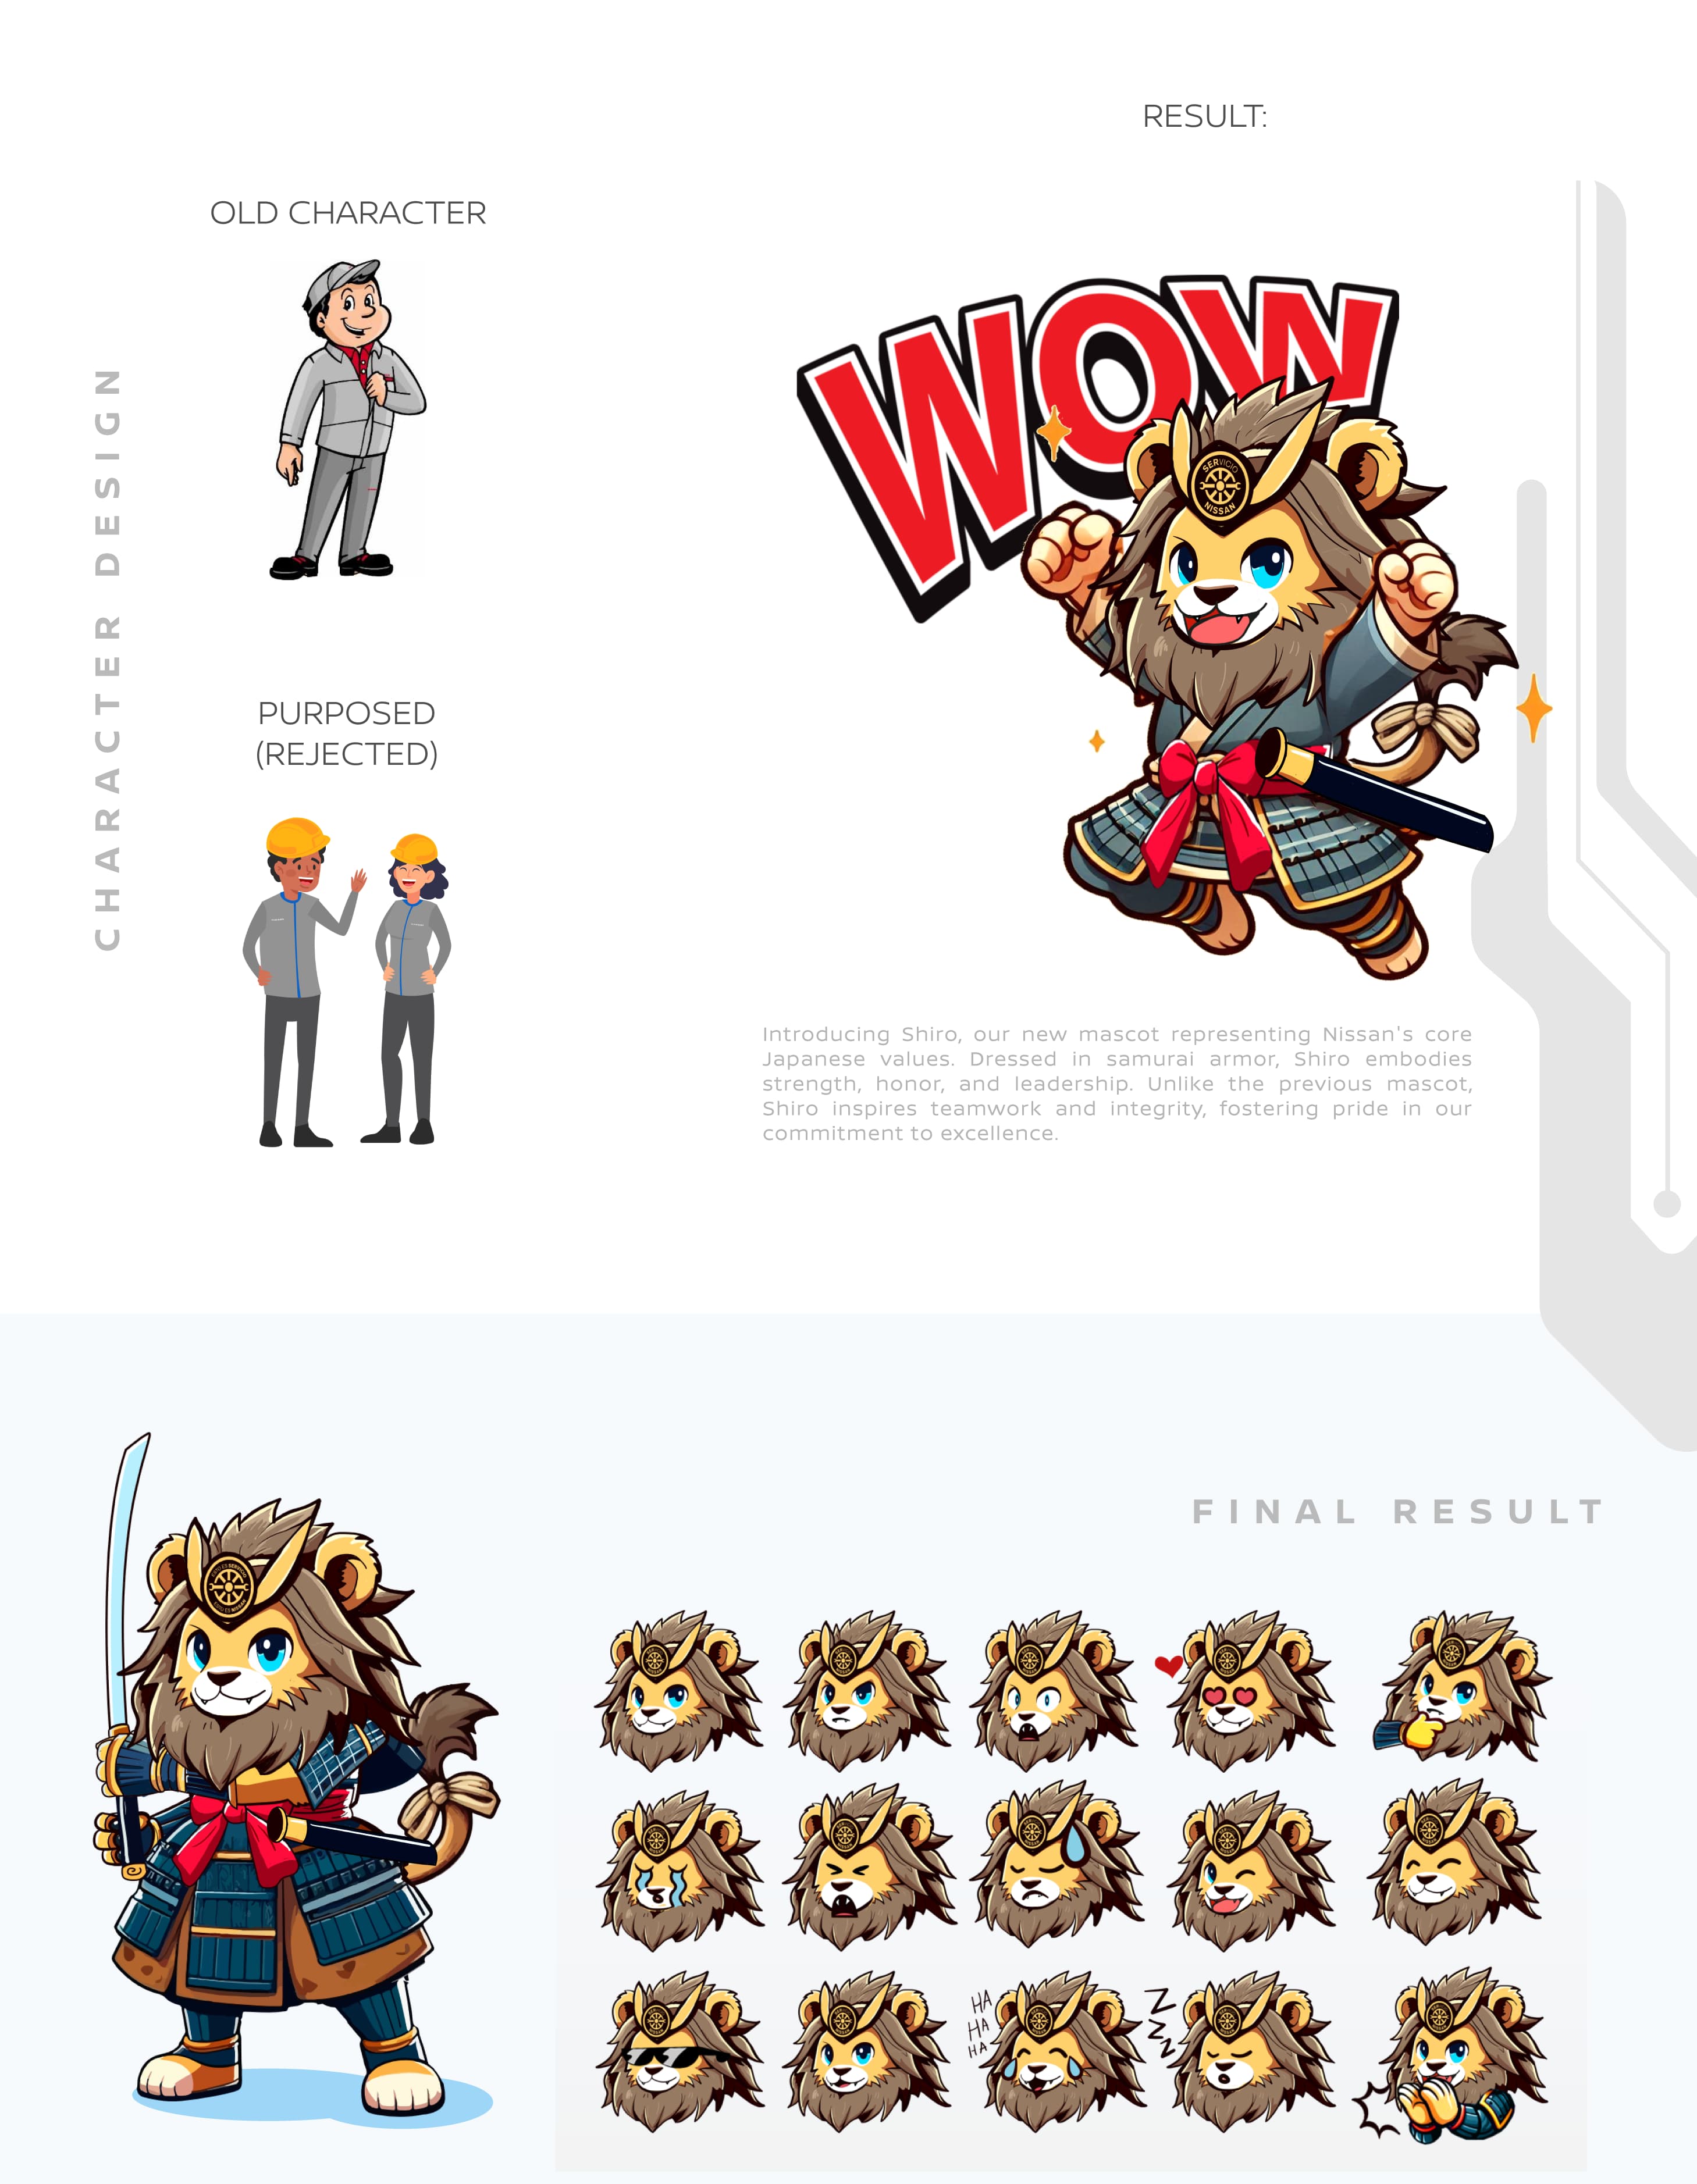 CHARACTER DESIGN
OLD CHARACTER
PURPOSED
(REJECTED)
RESULT:
WOW
SERVICIO
NISSAN
Introducing Shiro, our new mascot representing Nissan's core
Japanese values. Dressed in samurai armor, Shiro embodies
strength, honor, and leadership. Unlike the previous mascot,
Shiro inspires teamwork and integrity, fostering pride in our
commitment to excellence.
FINAL RESULT
HA
HA
HA
Z
Z
Z
Z